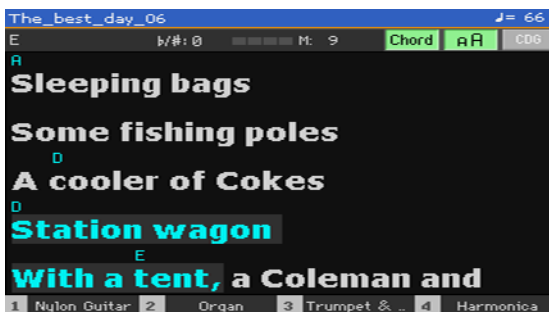 The_best_day_06 ♩= 66
E ♭/#: 0 M: 9 Chord aA CDG
A
Sleeping bags
Some fishing poles
D
A cooler of Cokes
D
Station wagon
E
With a tent, a Coleman and
1 Nylon Guitar 2 Organ 3 Trumpet & .. 4 Harmonica